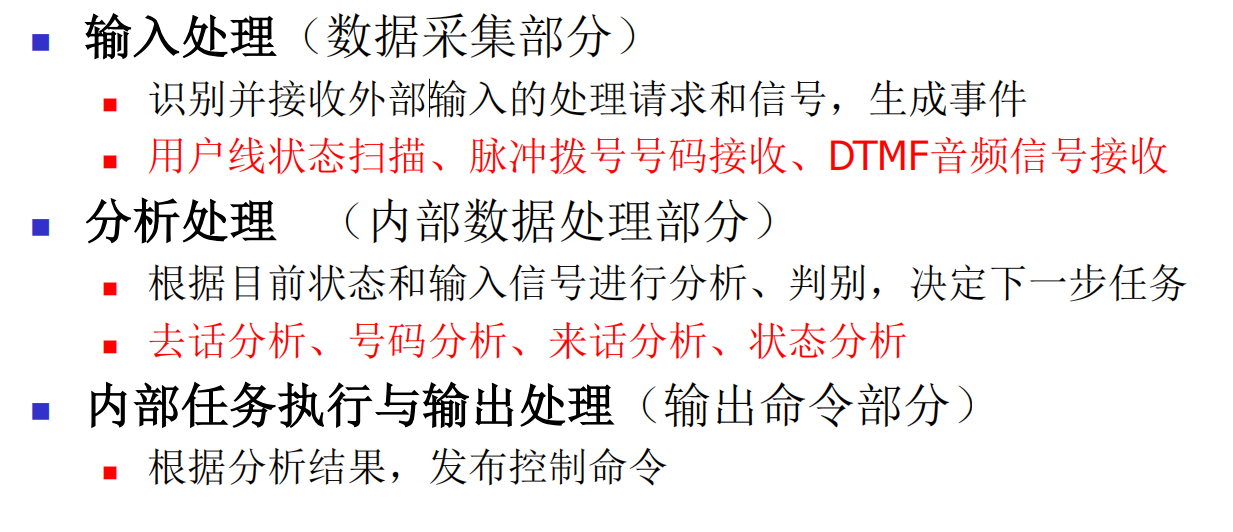 输入处理（数据采集部分）
识别并接收外部输入的处理请求和信号，生成事件
用户线状态扫描、脉冲拨号号码接收、DTMF音频信号接收
分析处理 （内部数据处理部分）
根据目前状态和输入信号进行分析、判别，决定下一步任务
去话分析、号码分析、来话分析、状态分析
内部任务执行与输出处理（输出命令部分）
根据分析结果，发布控制命令